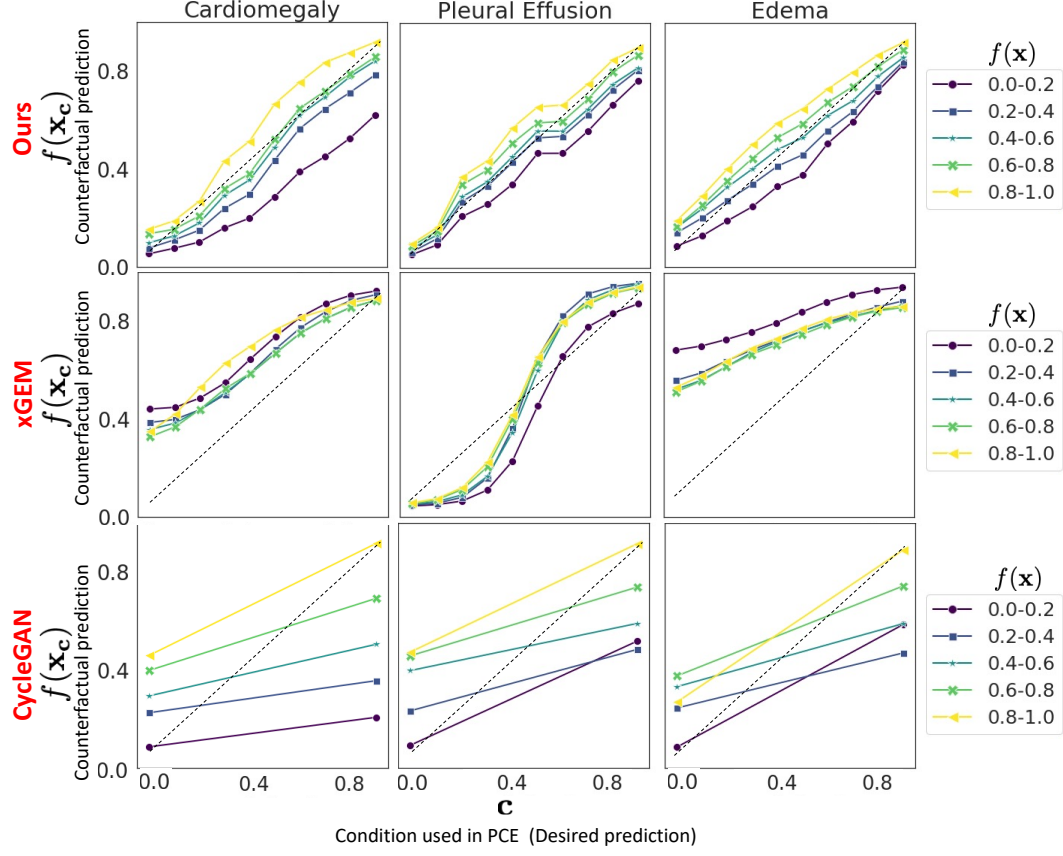 Cardiomegaly
Pleural Effusion
Edema
Ours
f(x_c)
Counterfactual prediction
0.8
0.4
0.0
f(x)
0.0-0.2
0.2-0.4
0.4-0.6
0.6-0.8
0.8-1.0
xGEM
f(x_c)
Counterfactual prediction
0.8
0.4
0.0
f(x)
0.0-0.2
0.2-0.4
0.4-0.6
0.6-0.8
0.8-1.0
CycleGAN
f(x_c)
Counterfactual prediction
0.8
0.4
0.0
f(x)
0.0-0.2
0.2-0.4
0.4-0.6
0.6-0.8
0.8-1.0
0.0 0.4 0.8
0.0 0.4 0.8
0.0 0.4 0.8
c
Condition used in PCE (Desired prediction)